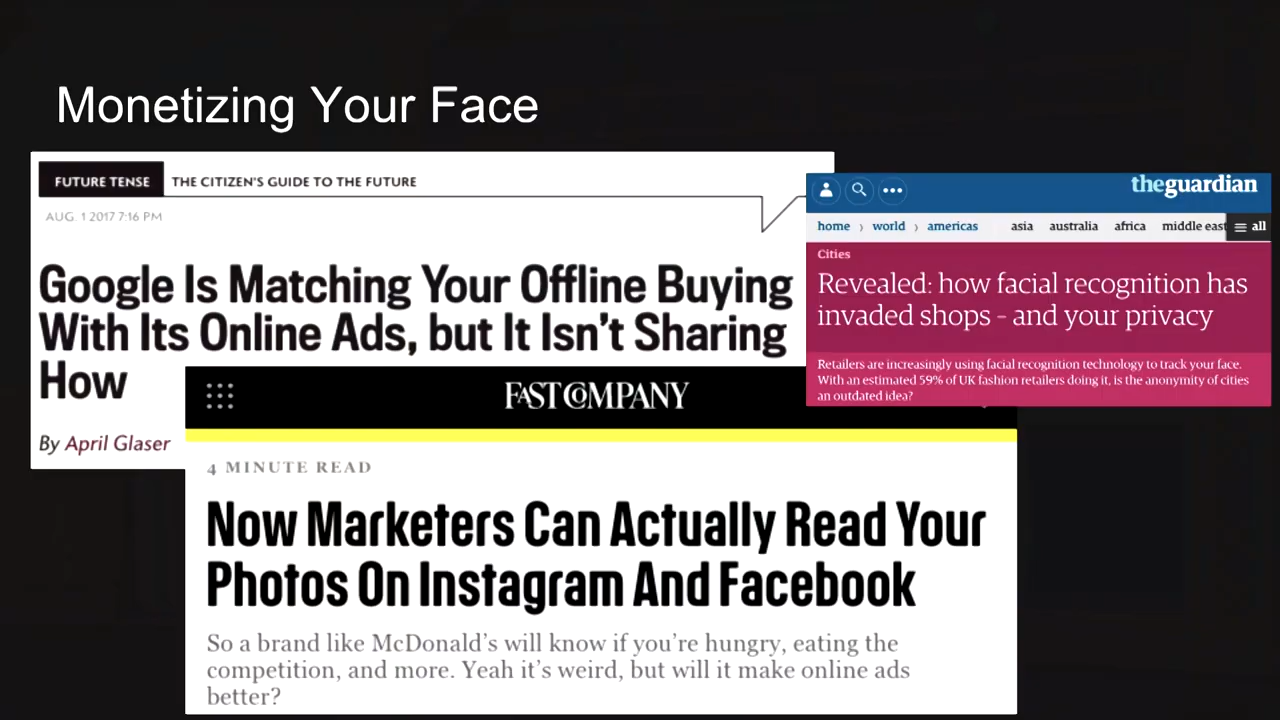 Monetizing Your Face
FUTURE TENSE THE CITIZEN'S GUIDE TO THE FUTURE
AUG. 1 2017 7:16 PM
Google Is Matching Your Offline Buying
With Its Online Ads, but It Isn't Sharing
How
By April Glaser
theguardian
home › world › americas asia australia africa middle east all
Cities
Revealed: how facial recognition has
invaded shops – and your privacy
Retailers are increasingly using facial recognition technology to track your face.
With an estimated 59% of UK fashion retailers doing it, is the anonymity of cities
an outdated idea?
FAST COMPANY
4 MINUTE READ
Now Marketers Can Actually Read Your
Photos On Instagram And Facebook
So a brand like McDonald's will know if you're hungry, eating the
competition, and more. Yeah it's weird, but will it make online ads
better?